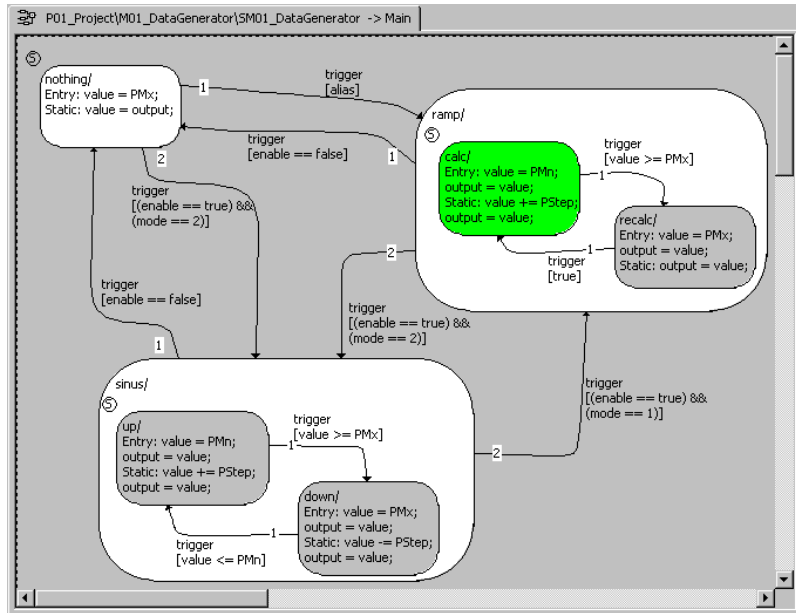 P01_Project\M01_DataGenerator\SM01_DataGenerator -> Main
S
nothing/
Entry: value = PMx;
Static: value = output;
1
trigger
[alias]
trigger
[enable == false]
1
2
trigger
[(enable == true) &&
(mode == 2)]
ramp/
S
calc/
Entry: value = PMn;
output = value;
Static: value += PStep;
output = value;
trigger
[value >= PMx]
1
recalc/
Entry: value = PMx;
output = value;
Static: output = value;
1
trigger
[true]
2
trigger
[(enable == true) &&
(mode == 2)]
trigger
[enable == false]
1
sinus/
S
up/
Entry: value = PMn;
output = value;
Static: value += PStep;
output = value;
trigger
[value >= PMx]
1
down/
Entry: value = PMx;
output = value;
Static: value -= PStep;
output = value;
1
trigger
[value <= PMn]
2
trigger
[(enable == true) &&
(mode == 1)]